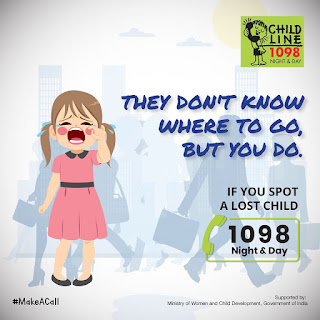 CHILD
LINE
1098
NIGHT & DAY
THEY DON'T KNOW
WHERE TO GO,
BUT YOU DO.
IF YOU SPOT
A LOST CHILD
1098
Night & Day
#MakeACall
Supported by:
Ministry of Women and Child Development, Government of India